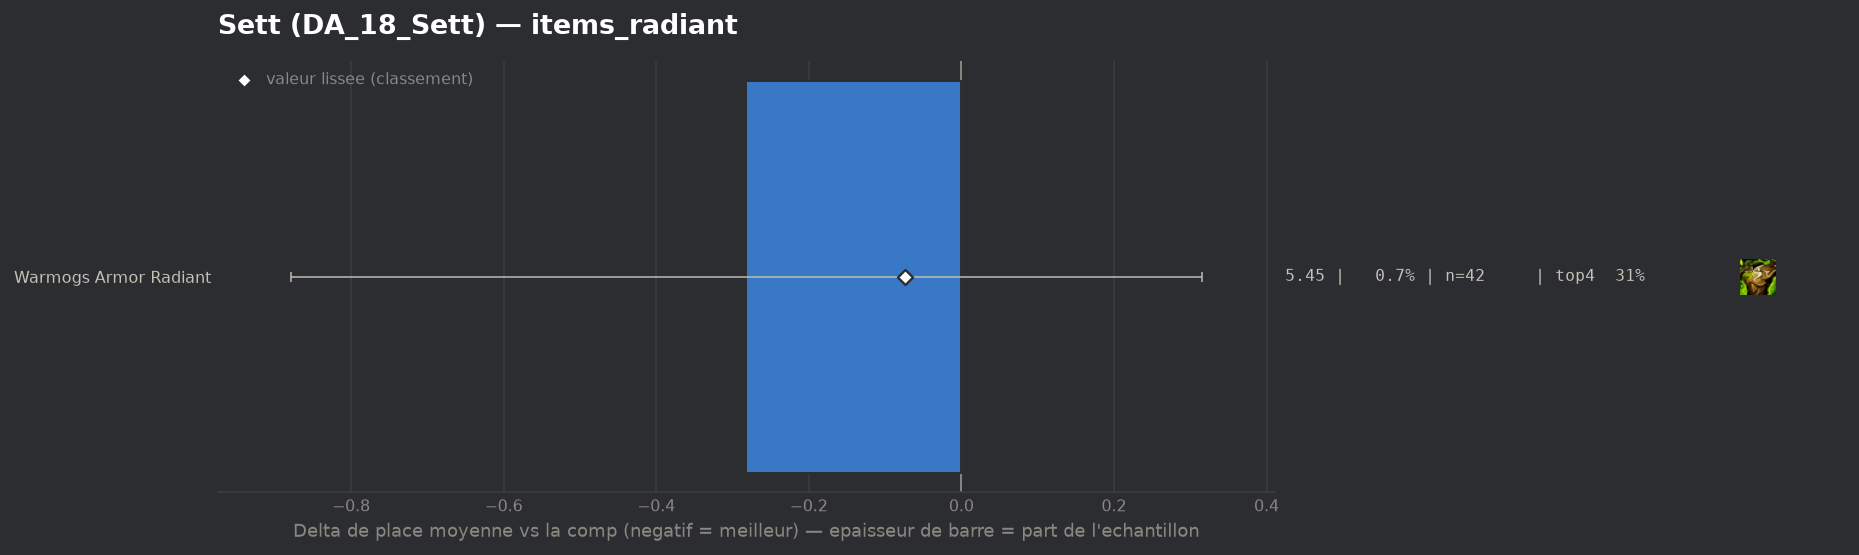 Sett (DA_18_Sett) — items_radiant
valeur lissee (classement)
Warmogs Armor Radiant
5.45 | 0.7% | n=42 | top4 31%
−0.8 −0.6 −0.4 −0.2 0.0 0.2 0.4
Delta de place moyenne vs la comp (negatif = meilleur) — epaisseur de barre = part de l'echantillon